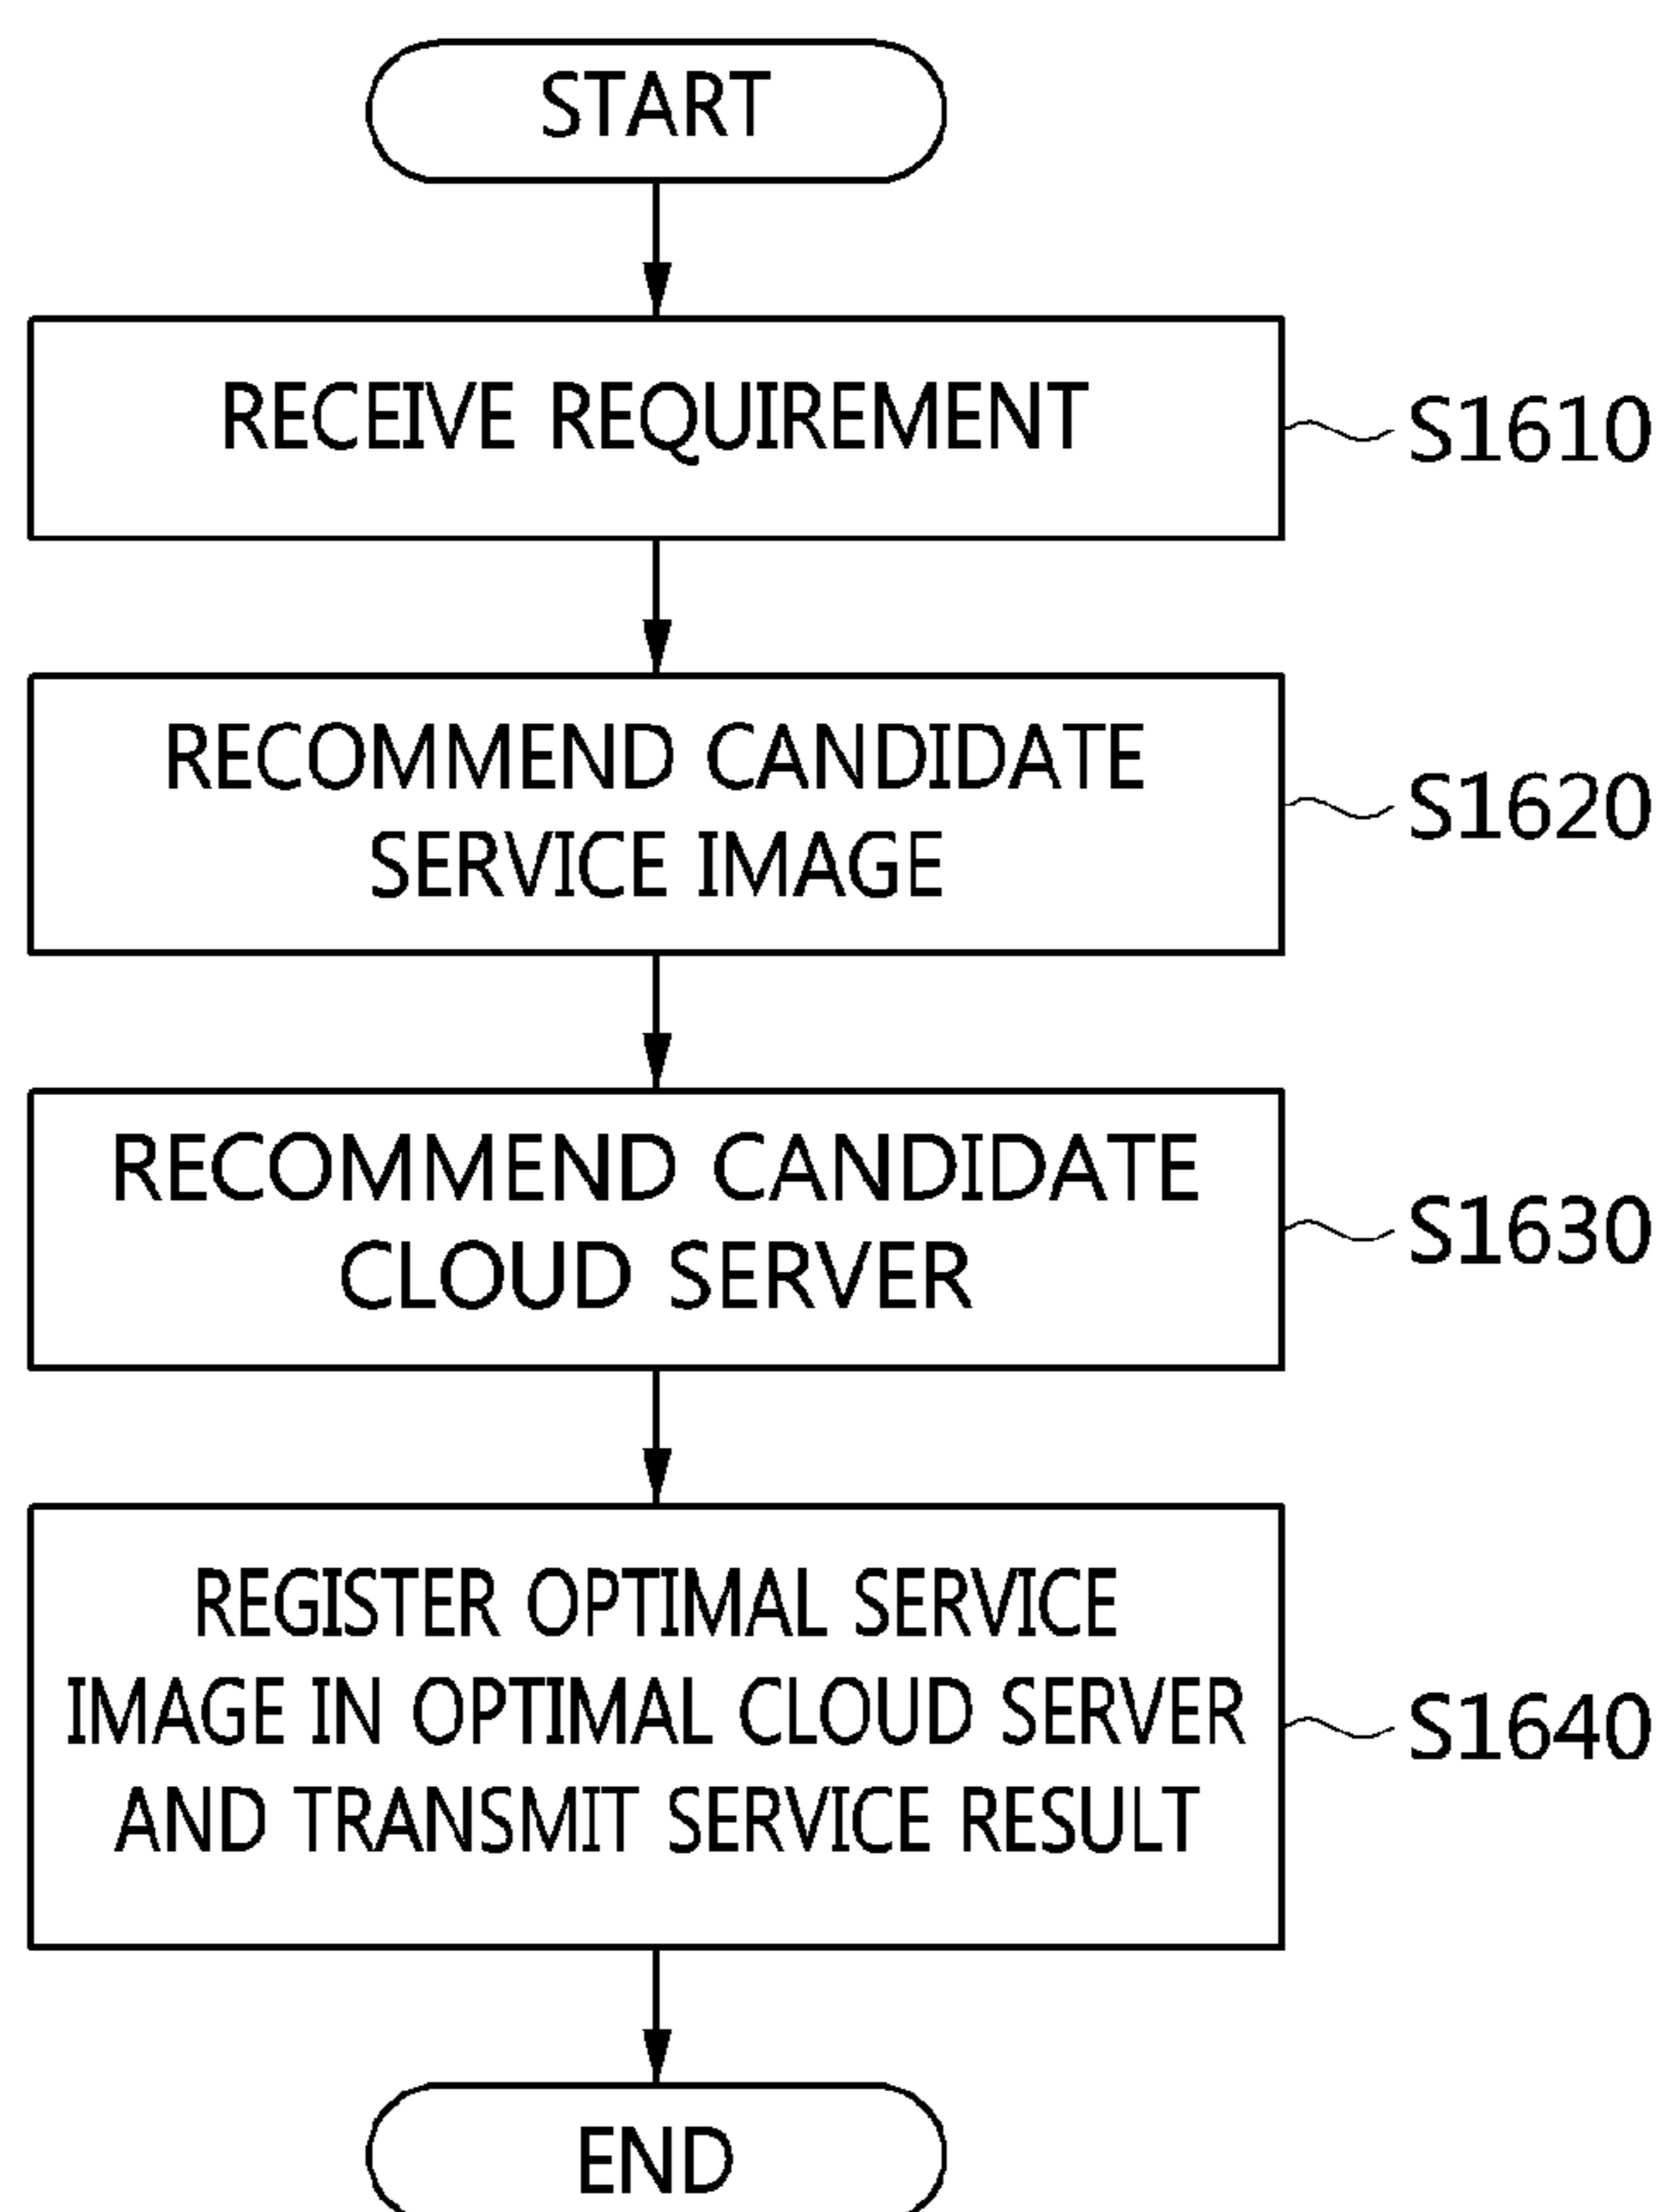 START
RECEIVE REQUIREMENT
S1610
RECOMMEND CANDIDATE
SERVICE IMAGE
S1620
RECOMMEND CANDIDATE
CLOUD SERVER
S1630
REGISTER OPTIMAL SERVICE
IMAGE IN OPTIMAL CLOUD SERVER
AND TRANSMIT SERVICE RESULT
S1640
END